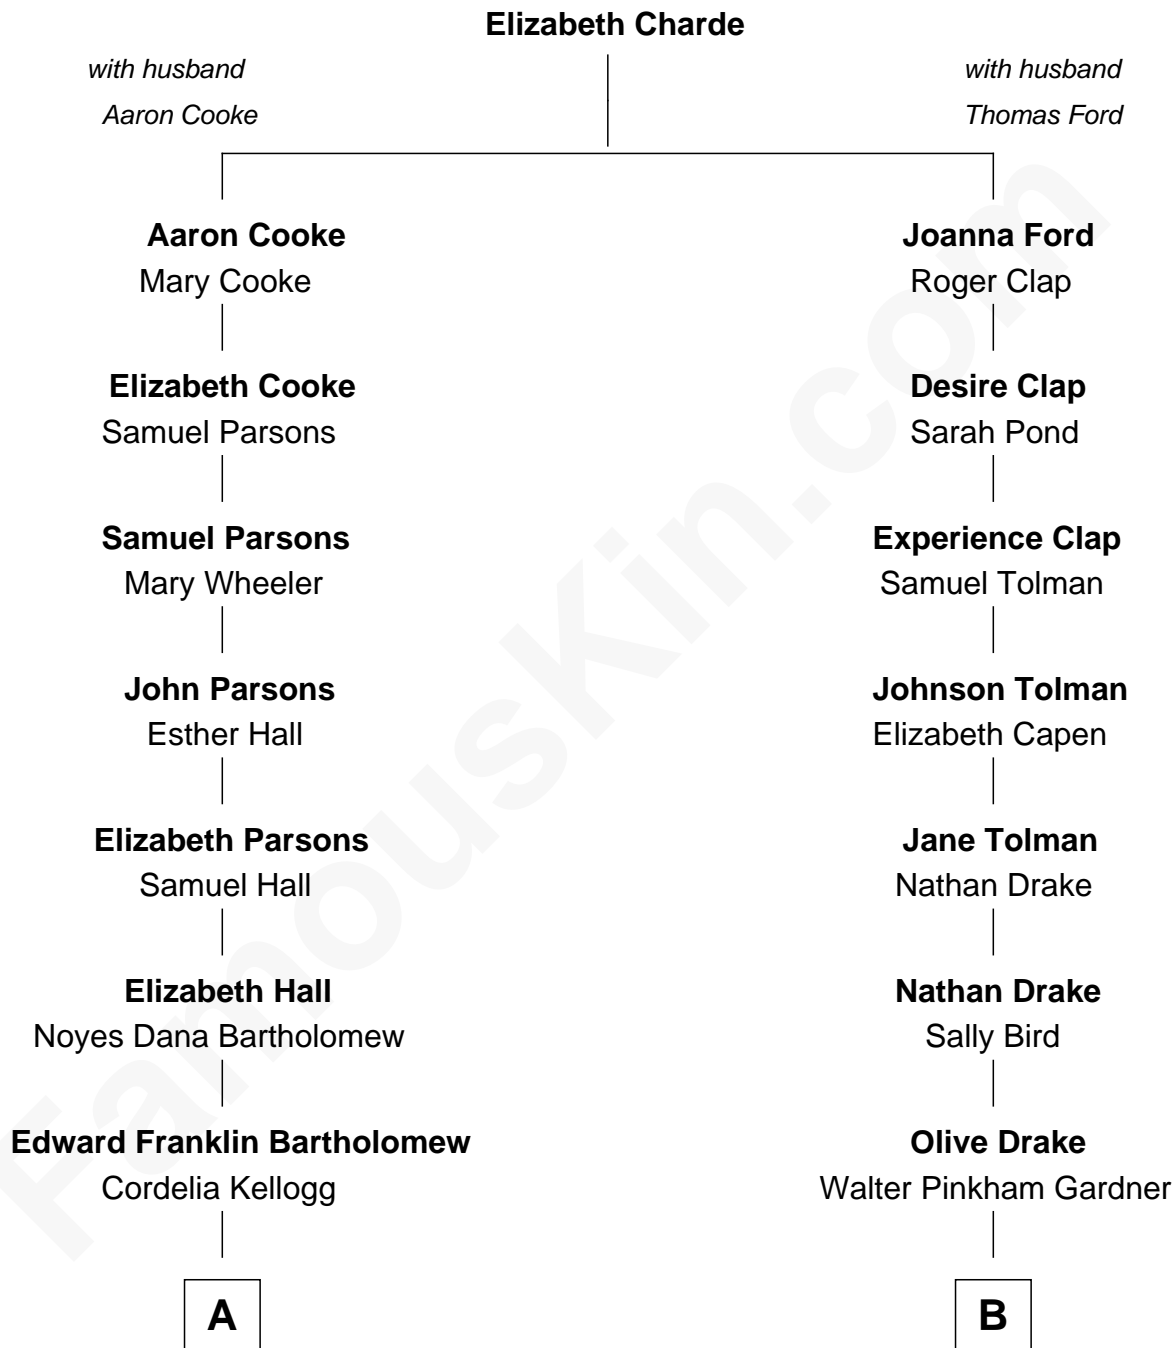 Elizabeth Charde
with husband
Aaron Cooke
with husband
Thomas Ford
Aaron Cooke
Mary Cooke
Joanna Ford
Roger Clap
Elizabeth Cooke
Samuel Parsons
Desire Clap
Sarah Pond
Samuel Parsons
Mary Wheeler
Experience Clap
Samuel Tolman
John Parsons
Esther Hall
Johnson Tolman
Elizabeth Capen
Elizabeth Parsons
Samuel Hall
Jane Tolman
Nathan Drake
Elizabeth Hall
Noyes Dana Bartholomew
Nathan Drake
Sally Bird
Edward Franklin Bartholomew
Cordelia Kellogg
Olive Drake
Walter Pinkham Gardner
A
B
FamousKin.com